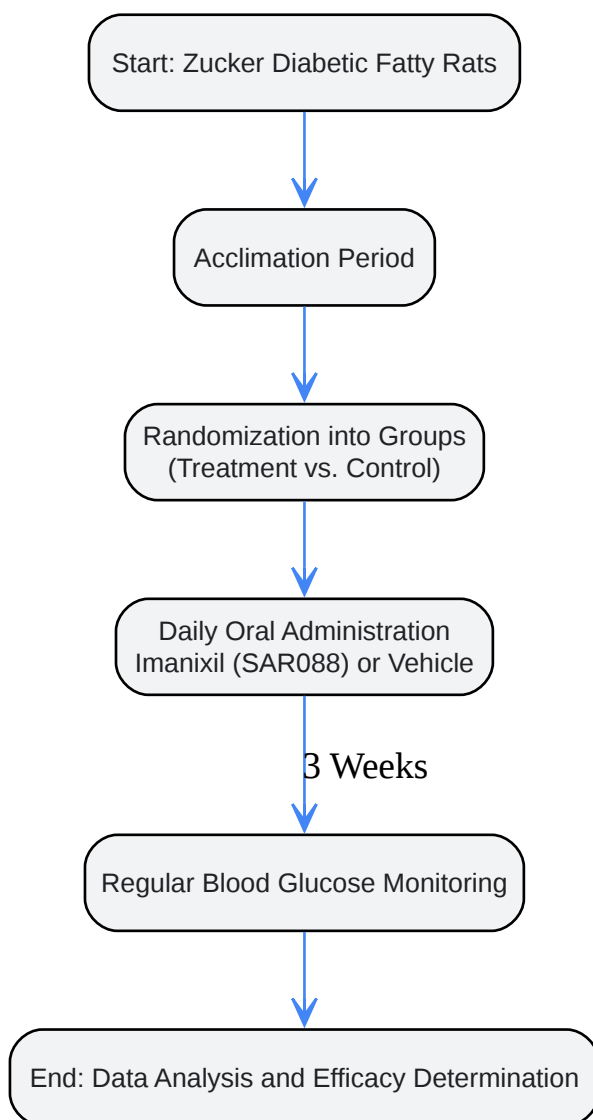 Start: Zucker Diabetic Fatty Rats
Acclimation Period
Randomization into Groups
(Treatment vs. Control)
Daily Oral Administration
Imanixil (SAR088) or Vehicle
3 Weeks
Regular Blood Glucose Monitoring
End: Data Analysis and Efficacy Determination